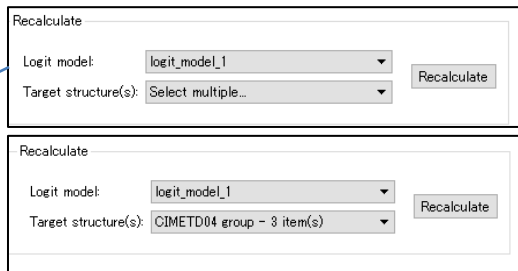 Recalculate
Logit model: logit_model_1
Recalculate
Target structure(s): Select multiple...
Recalculate
Logit model: logit_model_1
Recalculate
Target structure(s): CIMETD04 group - 3 item(s)